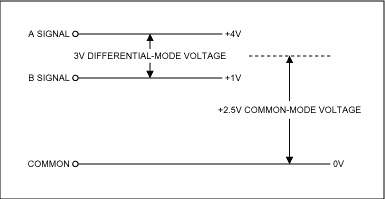 A SIGNAL +4V
3V DIFFERENTIAL-MODE VOLTAGE
B SIGNAL +1V
+2.5V COMMON-MODE VOLTAGE
COMMON 0V